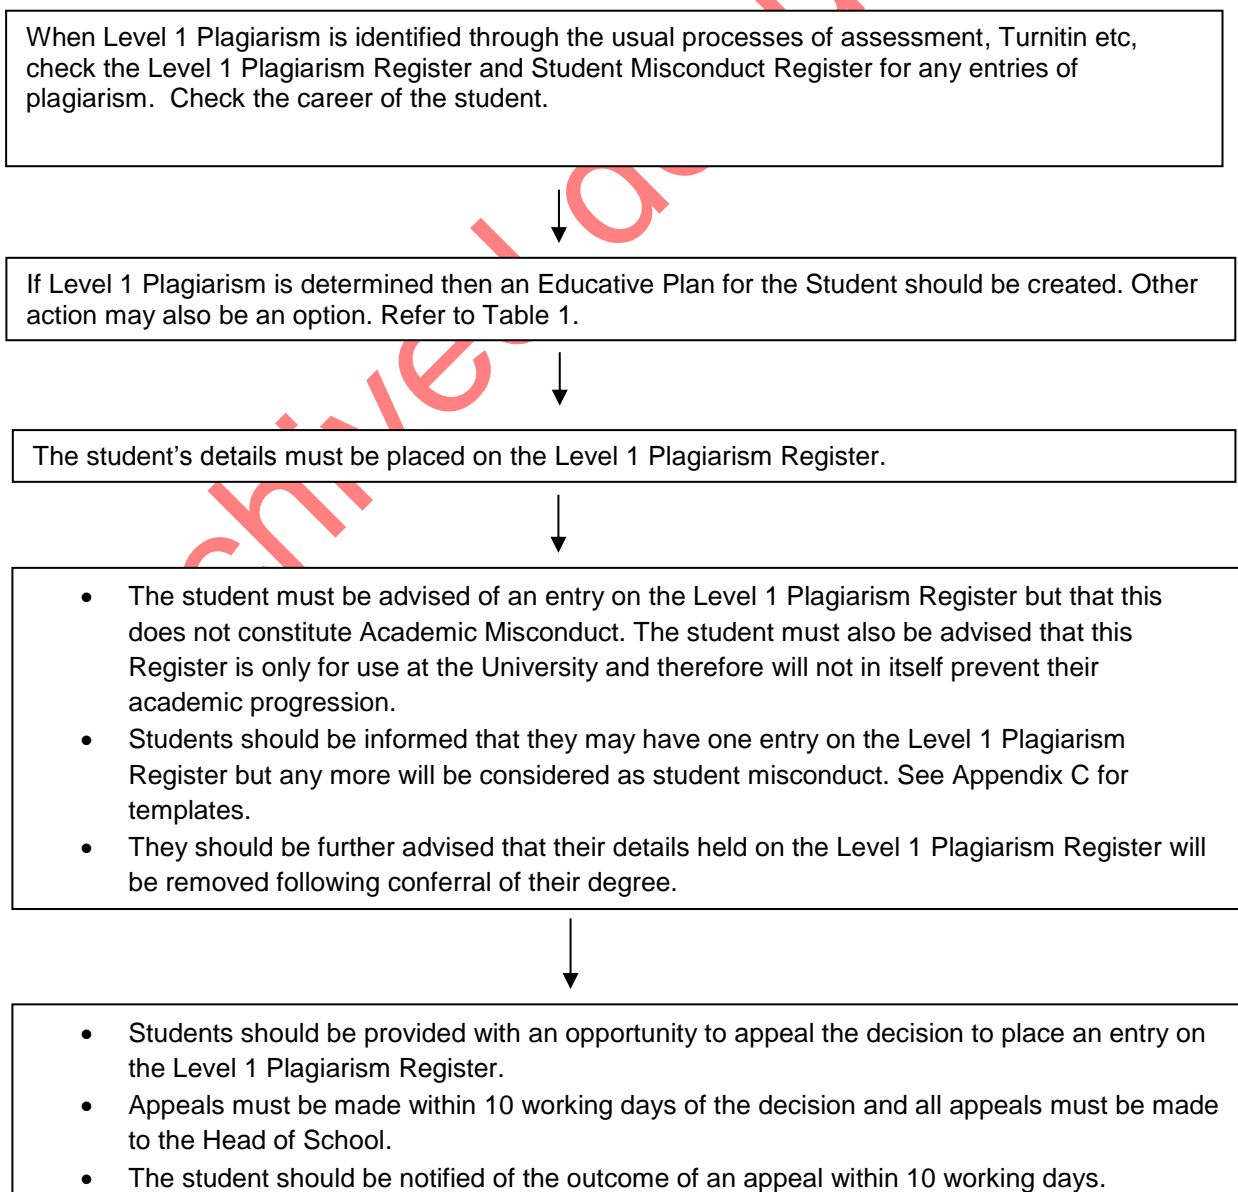 When Level 1 Plagiarism is identified through the usual processes of assessment, Turnitin etc,
check the Level 1 Plagiarism Register and Student Misconduct Register for any entries of
plagiarism.  Check the career of the student.
If Level 1 Plagiarism is determined then an Educative Plan for the Student should be created. Other
action may also be an option. Refer to Table 1.
The student’s details must be placed on the Level 1 Plagiarism Register.
• The student must be advised of an entry on the Level 1 Plagiarism Register but that this
does not constitute Academic Misconduct. The student must also be advised that this
Register is only for use at the University and therefore will not in itself prevent their
academic progression.
• Students should be informed that they may have one entry on the Level 1 Plagiarism
Register but any more will be considered as student misconduct. See Appendix C for
templates.
• They should be further advised that their details held on the Level 1 Plagiarism Register will
be removed following conferral of their degree.
• Students should be provided with an opportunity to appeal the decision to place an entry on
the Level 1 Plagiarism Register.
• Appeals must be made within 10 working days of the decision and all appeals must be made
to the Head of School.
• The student should be notified of the outcome of an appeal within 10 working days.